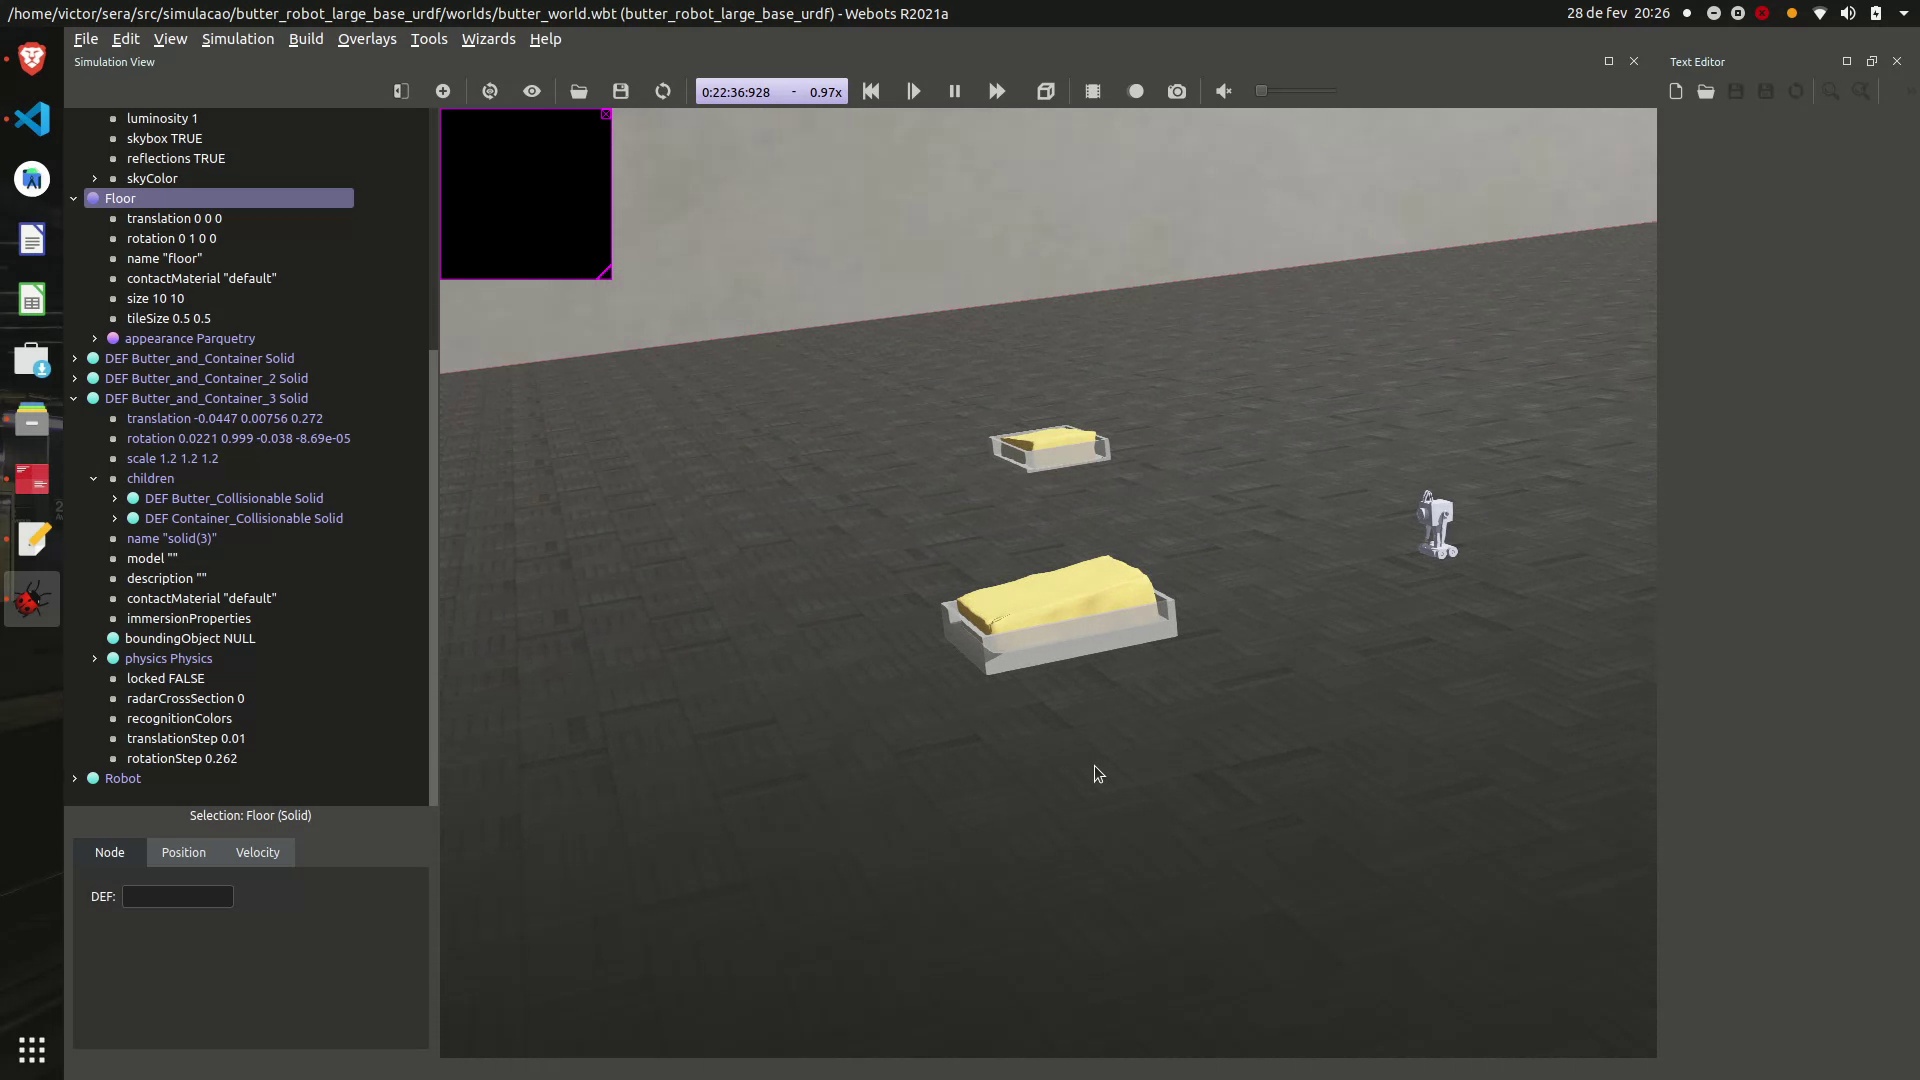 /home/victor/sera/src/simulacao/butter_robot_large_base_urdf/worlds/butter_world.wbt (butter_robot_large_base_urdf) - Webots R2021a
28 de fev 20:26
File Edit View Simulation Build Overlays Tools Wizards Help
Simulation View
Text Editor
0:22:36:928 - 0.97x
luminosity 1
skybox TRUE
reflections TRUE
skyColor
Floor
translation 0 0 0
rotation 0 1 0 0
name "floor"
contactMaterial "default"
size 10 10
tileSize 0.5 0.5
appearance Parquetry
DEF Butter_and_Container Solid
DEF Butter_and_Container_2 Solid
DEF Butter_and_Container_3 Solid
translation -0.0447 0.00756 0.272
rotation 0.0221 0.999 -0.038 -8.69e-05
scale 1.2 1.2 1.2
children
DEF Butter_Collisionable Solid
DEF Container_Collisionable Solid
name "solid(3)"
model ""
description ""
contactMaterial "default"
immersionProperties
boundingObject NULL
physics Physics
locked FALSE
radarCrossSection 0
recognitionColors
translationStep 0.01
rotationStep 0.262
Robot
Selection: Floor (Solid)
Node Position Velocity
DEF: